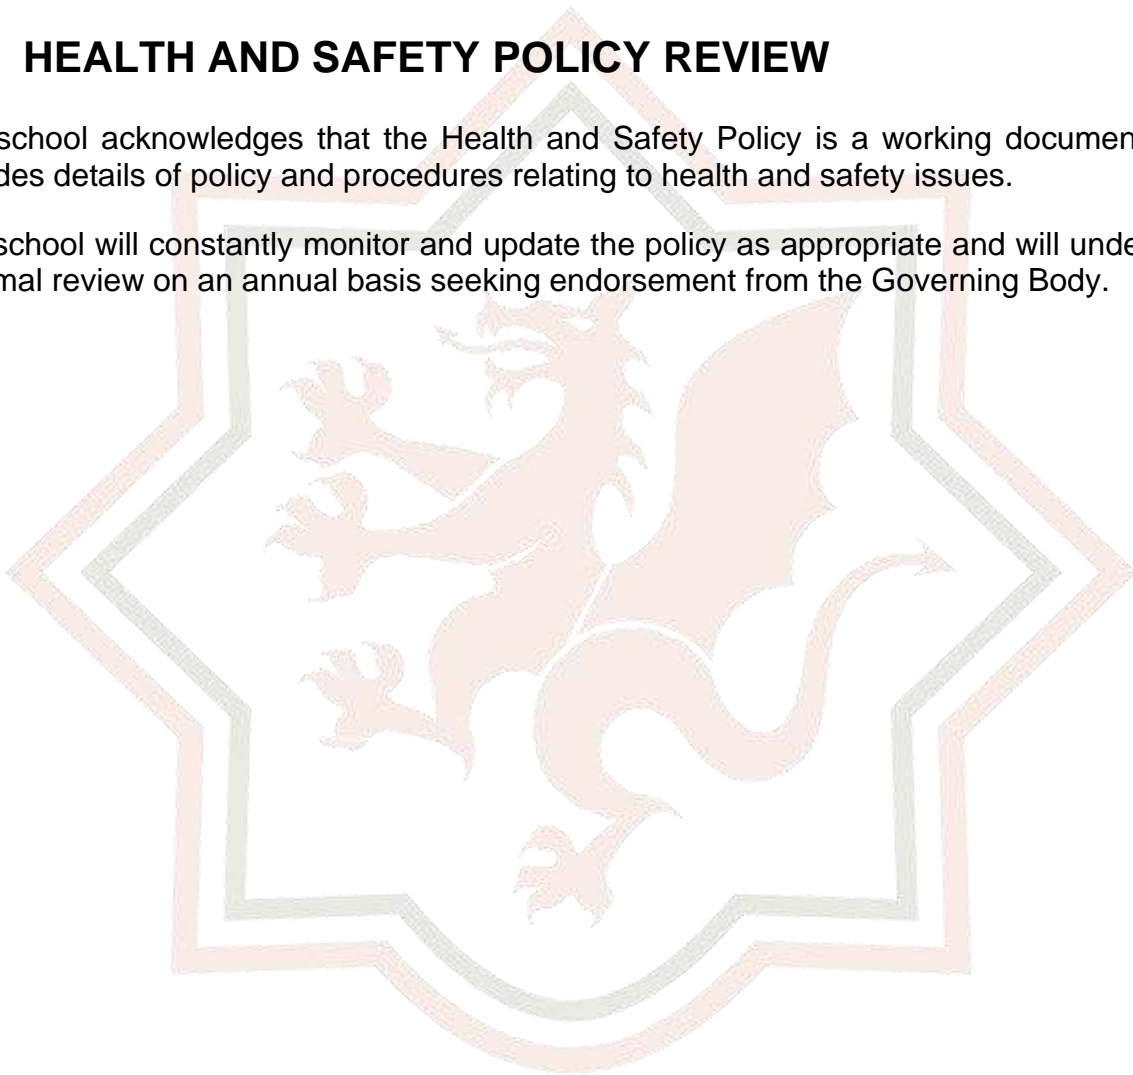 HEALTH AND SAFETY POLICY REVIEW
school acknowledges that the Health and Safety Policy is a working documen
des details of policy and procedures relating to health and safety issues.
school will constantly monitor and update the policy as appropriate and will unde
mal review on an annual basis seeking endorsement from the Governing Body.